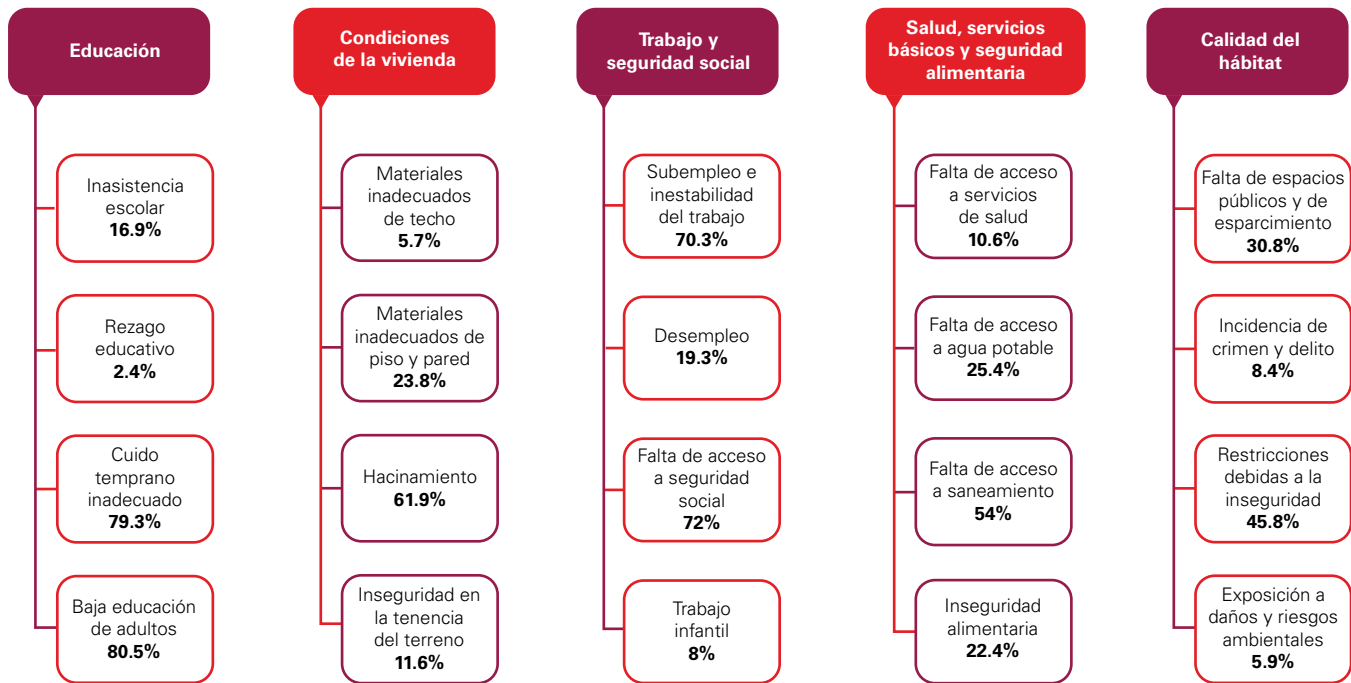 Educación
Inasistencia
escolar
16.9%
Rezago
educativo
2.4%
Cuido
temprano
inadecuado
79.3%
Baja educación
de adultos
80.5%
Condiciones
de la vivienda
Materiales
inadecuados
de techo
5.7%
Materiales
inadecuados de
piso y pared
23.8%
Hacinamiento
61.9%
Inseguridad en
la tenencia
del terreno
11.6%
Trabajo y
seguridad social
Subempleo e
inestabilidad
del trabajo
70.3%
Desempleo
19.3%
Falta de acceso
a seguridad
social
72%
Trabajo
infantil
8%
Salud, servicios
básicos y seguridad
alimentaria
Falta de acceso
a servicios
de salud
10.6%
Falta de acceso
a agua potable
25.4%
Falta de acceso
a saneamiento
54%
Inseguridad
alimentaria
22.4%
Calidad del
hábitat
Falta de espacios
públicos y de
esparcimiento
30.8%
Incidencia de
crimen y delito
8.4%
Restricciones
debidas a la
inseguridad
45.8%
Exposición a
daños y riesgos
ambientales
5.9%